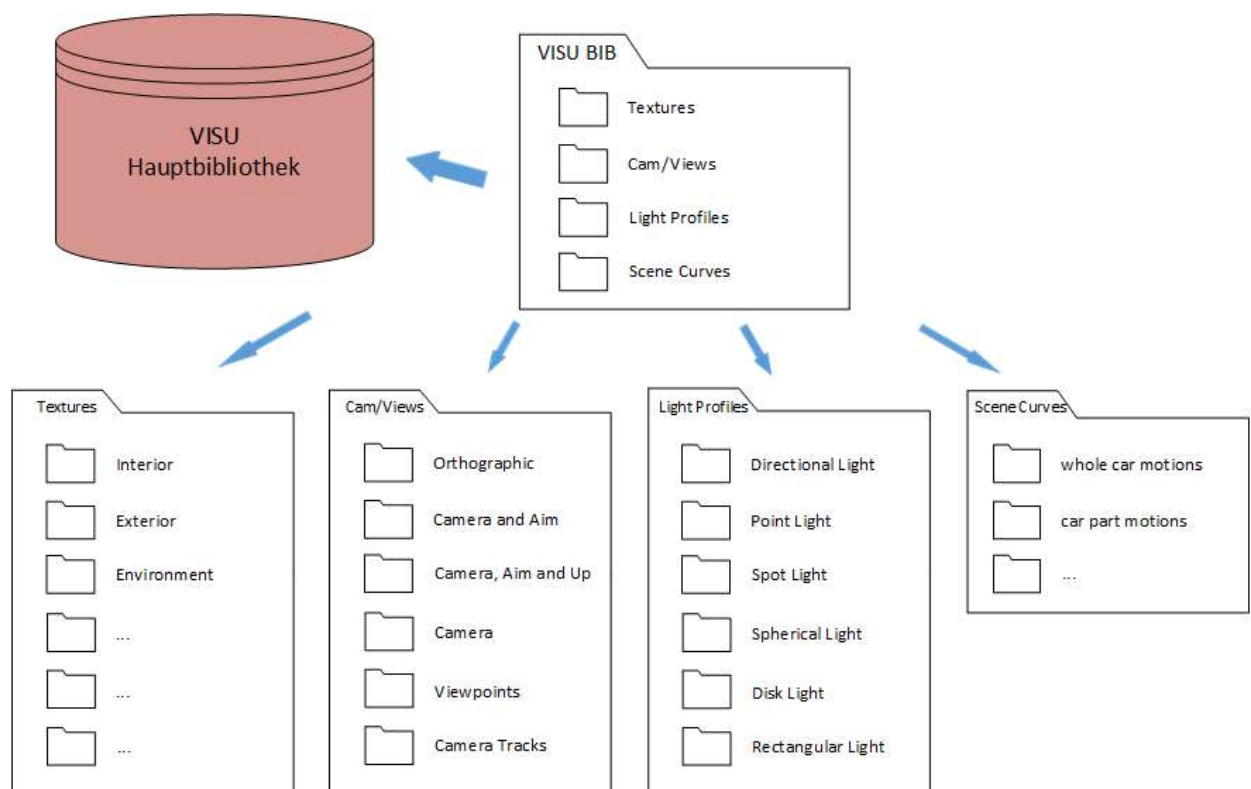 VISU
Hauptbibliothek
VISU BIB
Textures
Cam/Views
Light Profiles
Scene Curves
Textures
Interior
Exterior
Environment
...
...
...
Cam/Views
Orthographic
Camera and Aim
Camera, Aim and Up
Camera
Viewpoints
Camera Tracks
Light Profiles
Directional Light
Point Light
Spot Light
Spherical Light
Disk Light
Rectangular Light
Scene Curves
whole car motions
car part motions
...